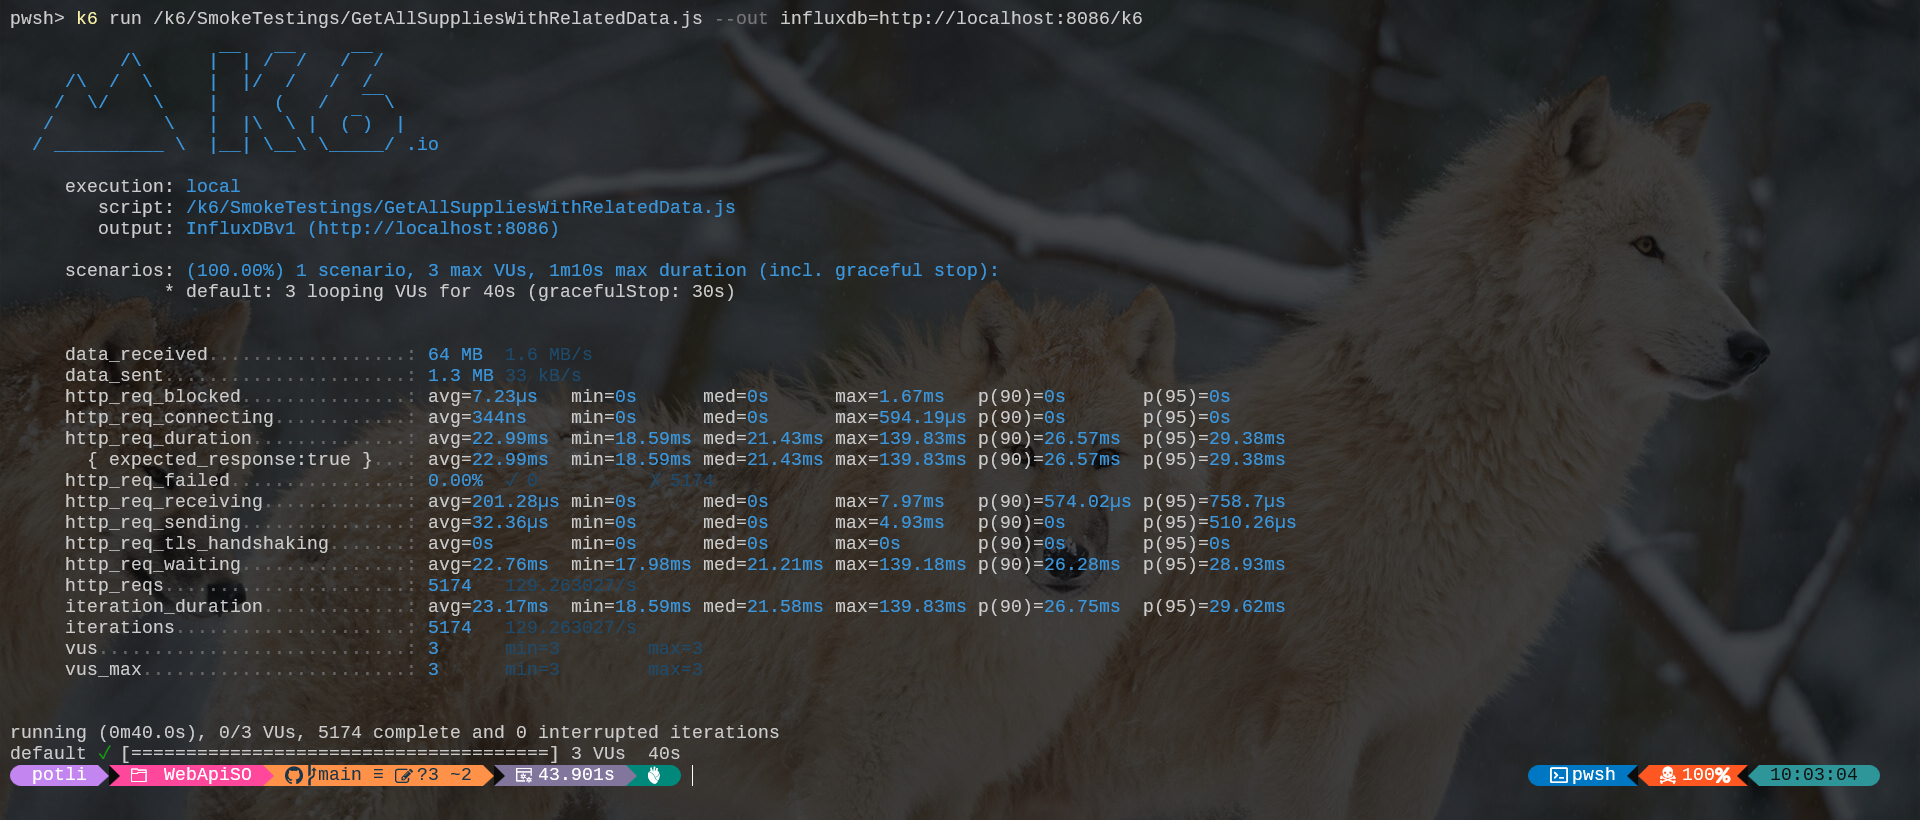 pwsh> k6 run /k6/SmokeTestings/GetAllSuppliesWithRelatedData.js --out influxdb=http://localhost:8086/k6
          /\      |‾‾| /‾‾/   /‾‾/
     /\  /  \     |  |/  /   /  /
    /  \/    \    |     (   /   ‾‾\
   /          \   |  |\  \ |  (‾)  |
  / __________ \  |__| \__\ \_____/ .io
execution: local
script: /k6/SmokeTestings/GetAllSuppliesWithRelatedData.js
output: InfluxDBv1 (http://localhost:8086)
scenarios: (100.00%) 1 scenario, 3 max VUs, 1m10s max duration (incl. graceful stop):
* default: 3 looping VUs for 40s (gracefulStop: 30s)
data_received..................: 64 MB 1.6 MB/s
data_sent......................: 1.3 MB 33 kB/s
http_req_blocked...............: avg=7.23µs min=0s med=0s max=1.67ms p(90)=0s p(95)=0s
http_req_connecting............: avg=344ns min=0s med=0s max=594.19µs p(90)=0s p(95)=0s
http_req_duration..............: avg=22.99ms min=18.59ms med=21.43ms max=139.83ms p(90)=26.57ms p(95)=29.38ms
{ expected_response:true }...: avg=22.99ms min=18.59ms med=21.43ms max=139.83ms p(90)=26.57ms p(95)=29.38ms
http_req_failed................: 0.00% ✓ 0 ✗ 5174
http_req_receiving.............: avg=201.28µs min=0s med=0s max=7.97ms p(90)=574.02µs p(95)=758.7µs
http_req_sending...............: avg=32.36µs min=0s med=0s max=4.93ms p(90)=0s p(95)=510.26µs
http_req_tls_handshaking.......: avg=0s min=0s med=0s max=0s p(90)=0s p(95)=0s
http_req_waiting...............: avg=22.76ms min=17.98ms med=21.21ms max=139.18ms p(90)=26.28ms p(95)=28.93ms
http_reqs......................: 5174 129.263027/s
iteration_duration.............: avg=23.17ms min=18.59ms med=21.58ms max=139.83ms p(90)=26.75ms p(95)=29.62ms
iterations.....................: 5174 129.263027/s
vus............................: 3 min=3 max=3
vus_max........................: 3 min=3 max=3
running (0m40.0s), 0/3 VUs, 5174 complete and 0 interrupted iterations
default ✓ [======================================] 3 VUs 40s
potli WebApiSO main ≡ ?3 ~2 43.901s pwsh 100% 10:03:04